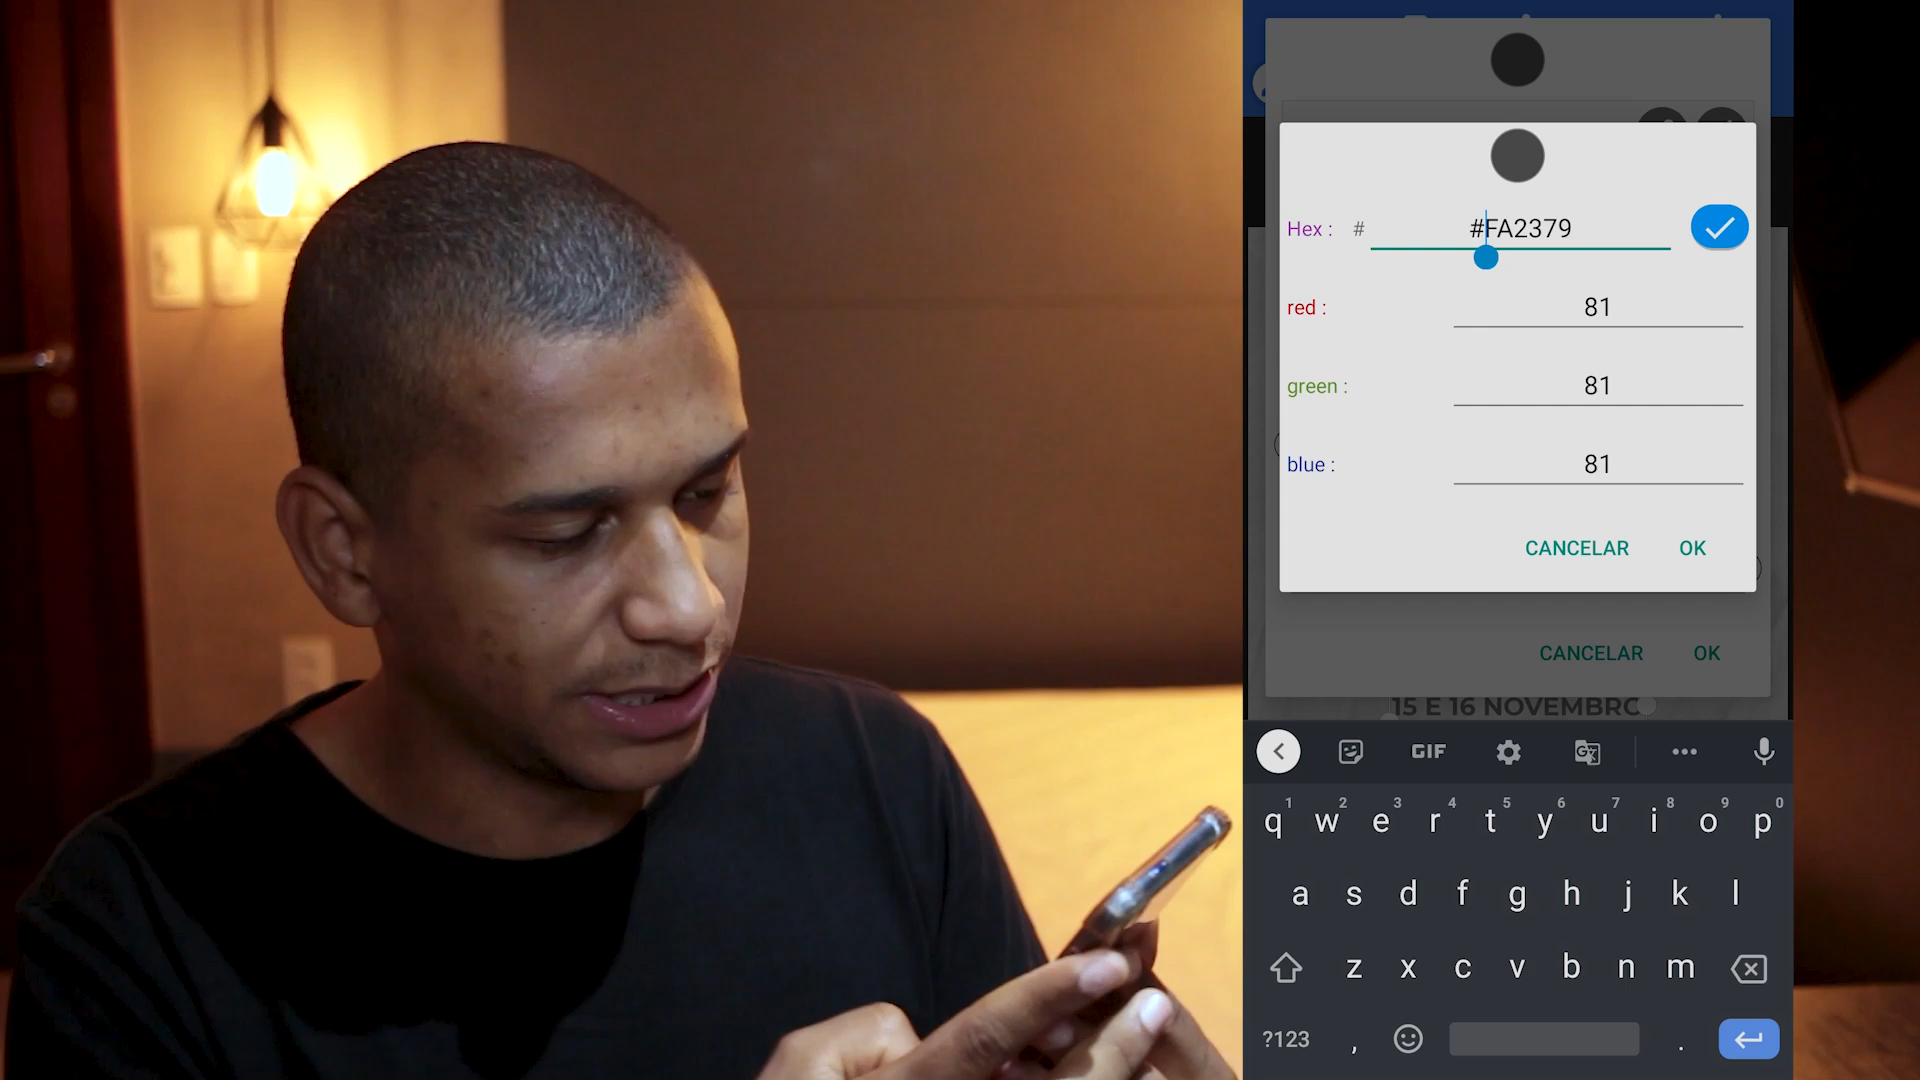 Hex : # #FA2379
red : 81
green : 81
blue : 81
CANCELAR OK
CANCELAR OK
15 E 16 NOVEMBRO
GIF
1 2 3 4 5 6 7 8 9 0
q w e r t y u i o p
a s d f g h j k l
z x c v b n m
?123 , .